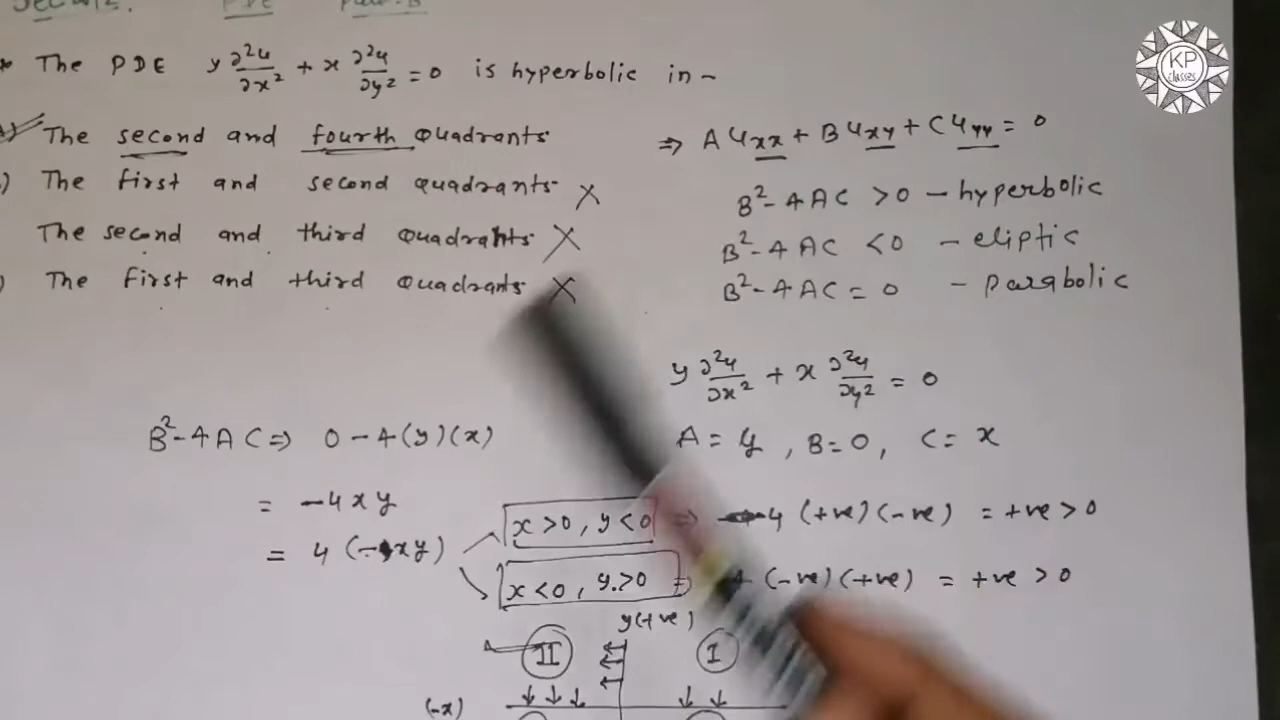 * The PDE y ∂²u/∂x² + x ∂²u/∂y² = 0 is hyperbolic in -
The second and fourth Quadrants
The first and second quadrants X
The second and third Quadrants X
The first and third Quadrants X
KP
classes
⇒ A uxx + B uxy + C uyy = 0
B² - 4AC > 0 - hyperbolic
B² - 4AC < 0 - eliptic
B² - 4AC = 0 - parabolic
y ∂²u/∂x² + x ∂²u/∂y² = 0
A = y , B = 0, C = x
B² - 4AC ⇒ 0 - 4(y)(x)
= -4xy
= 4(-xy)
x > 0, y < 0 ⇒ -4 (+ve)(-ve) = +ve > 0
x < 0, y > 0 ⇒ (-ve)(+ve) = +ve > 0
y(+ve)
II I
(-x)